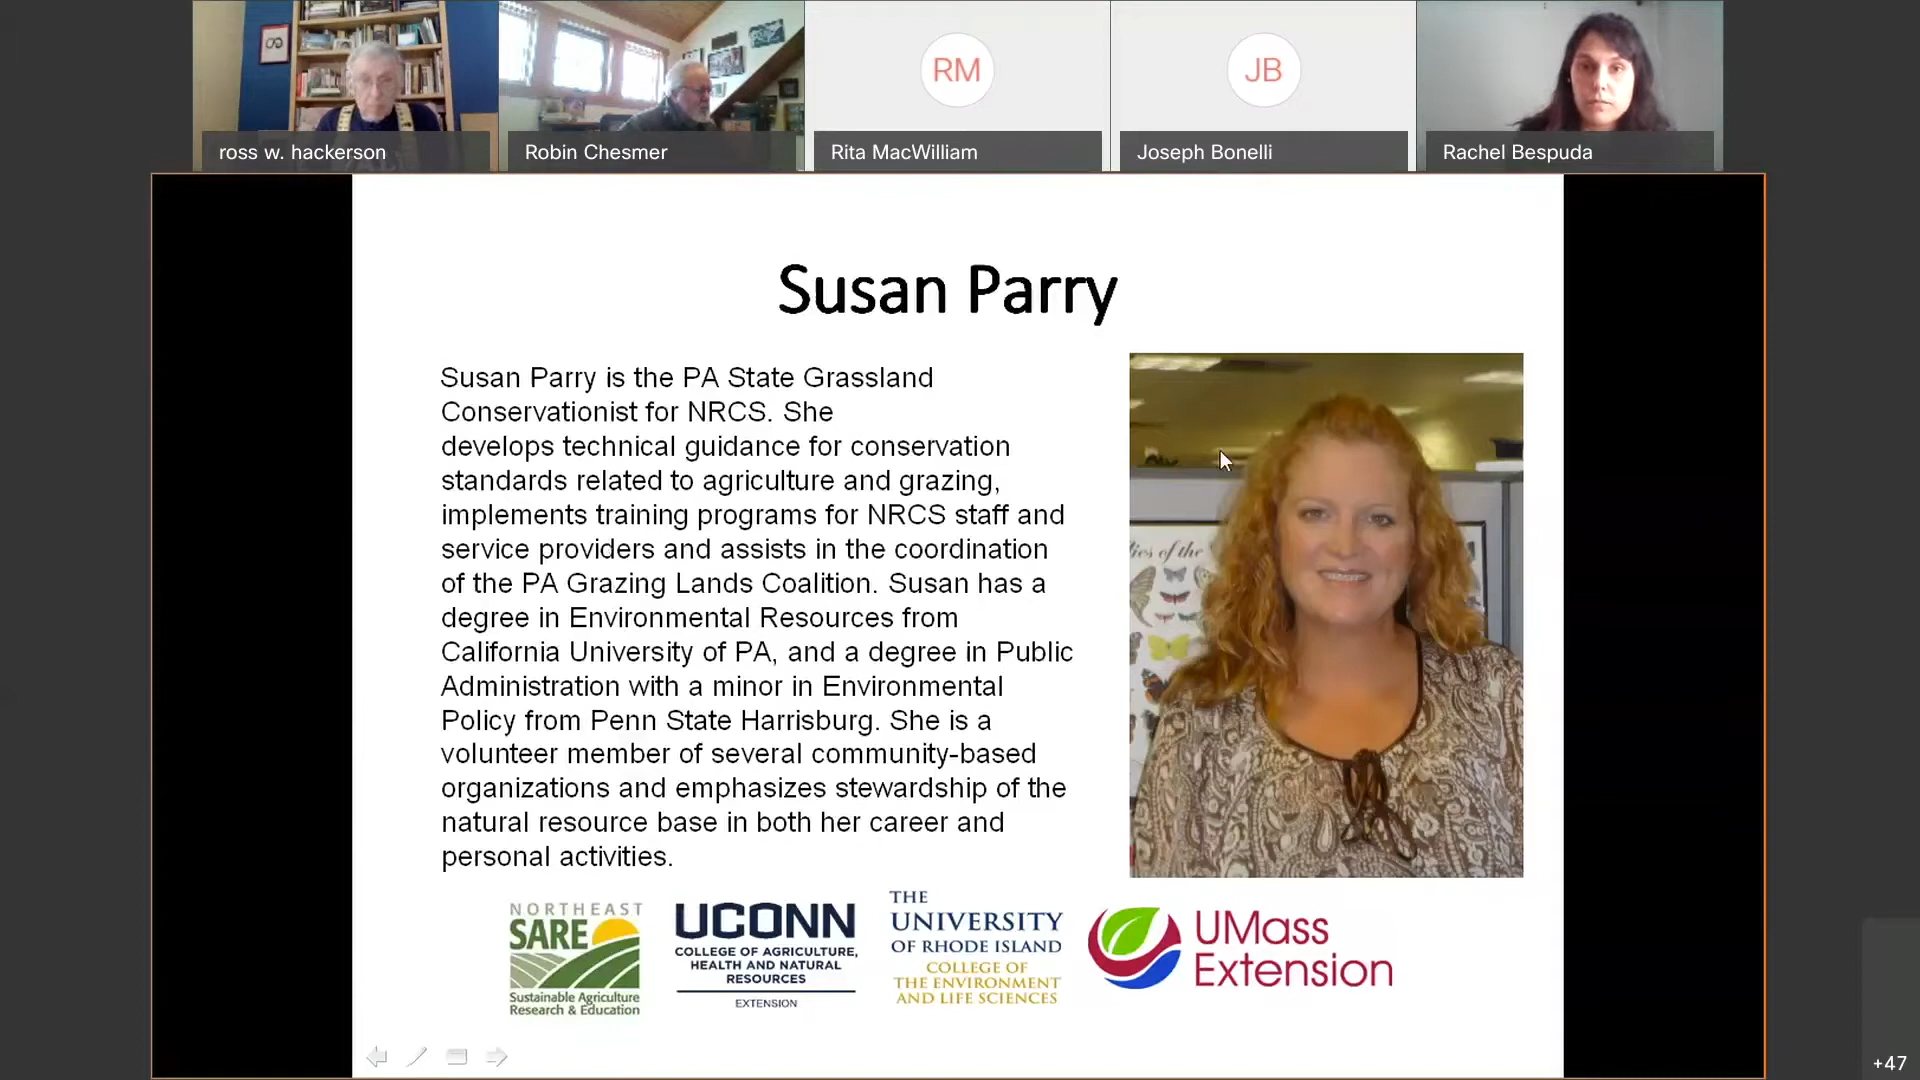 RM
JB
ross w. hackerson
Robin Chesmer
Rita MacWilliam
Joseph Bonelli
Rachel Bespuda
Susan Parry
Susan Parry is the PA State Grassland
Conservationist for NRCS. She
develops technical guidance for conservation
standards related to agriculture and grazing,
implements training programs for NRCS staff and
service providers and assists in the coordination
of the PA Grazing Lands Coalition. Susan has a
degree in Environmental Resources from
California University of PA, and a degree in Public
Administration with a minor in Environmental
Policy from Penn State Harrisburg. She is a
volunteer member of several community-based
organizations and emphasizes stewardship of the
natural resource base in both her career and
personal activities.
of the
NORTHEAST
SARE
Sustainable Agriculture
Research & Education
UCONN
COLLEGE OF AGRICULTURE,
HEALTH AND NATURAL
RESOURCES
EXTENSION
THE
UNIVERSITY
OF RHODE ISLAND
COLLEGE OF
THE ENVIRONMENT
AND LIFE SCIENCES
UMass
Extension
+47